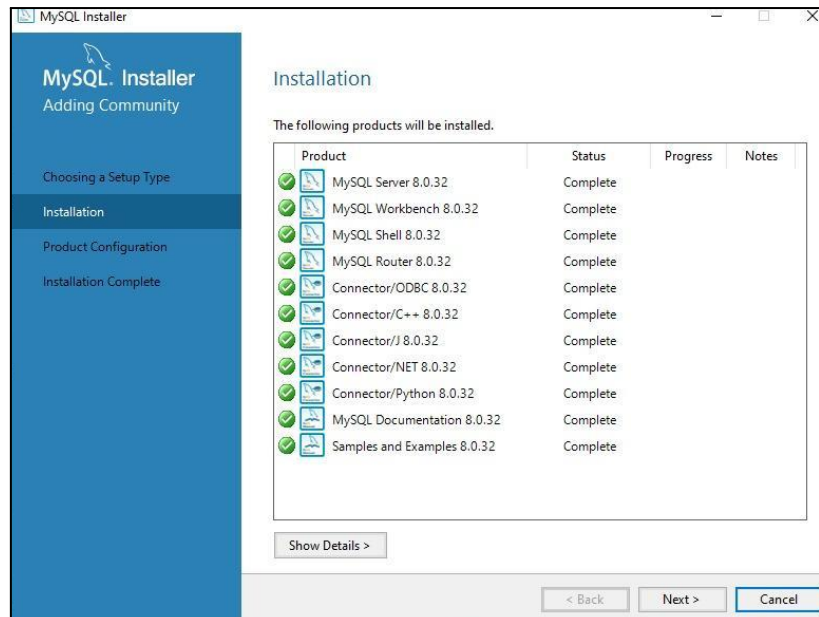 MySQL Installer
MySQL. Installer
Adding Community
Choosing a Setup Type
Installation
Product Configuration
Installation Complete
Installation
The following products will be installed.
Product Status Progress Notes
MySQL Server 8.0.32 Complete
MySQL Workbench 8.0.32 Complete
MySQL Shell 8.0.32 Complete
MySQL Router 8.0.32 Complete
Connector/ODBC 8.0.32 Complete
Connector/C++ 8.0.32 Complete
Connector/J 8.0.32 Complete
Connector/NET 8.0.32 Complete
Connector/Python 8.0.32 Complete
MySQL Documentation 8.0.32 Complete
Samples and Examples 8.0.32 Complete
Show Details >
< Back Next > Cancel